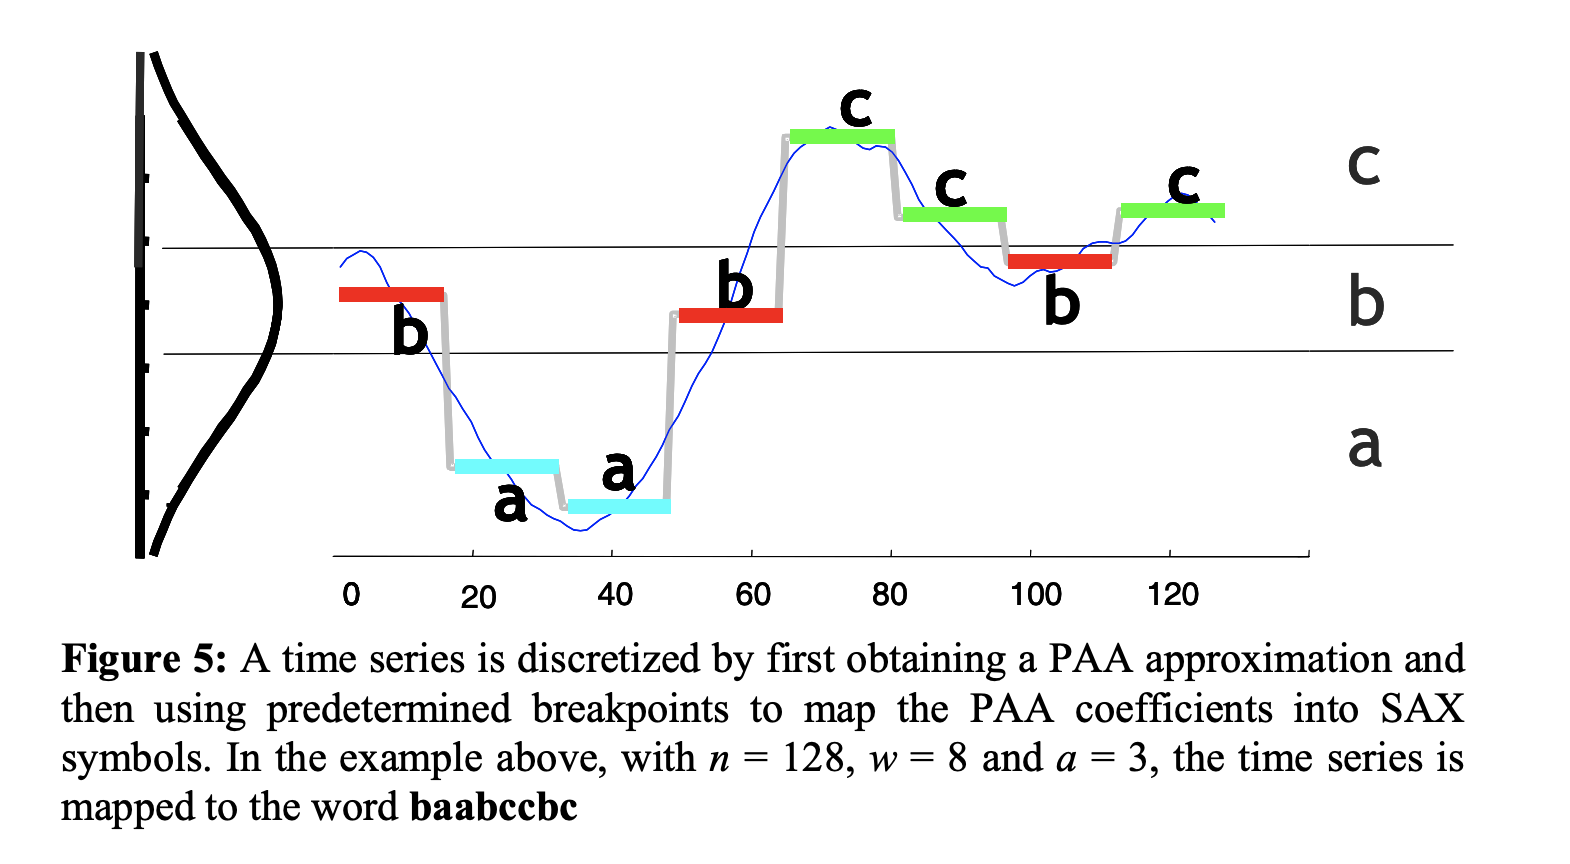 c
c
c
c
b
b
b
b
a
a
a
0 20 40 60 80 100 120
Figure 5: A time series is discretized by first obtaining a PAA approximation and
then using predetermined breakpoints to map the PAA coefficients into SAX
symbols. In the example above, with n = 128, w = 8 and a = 3, the time series is
mapped to the word baabccbc